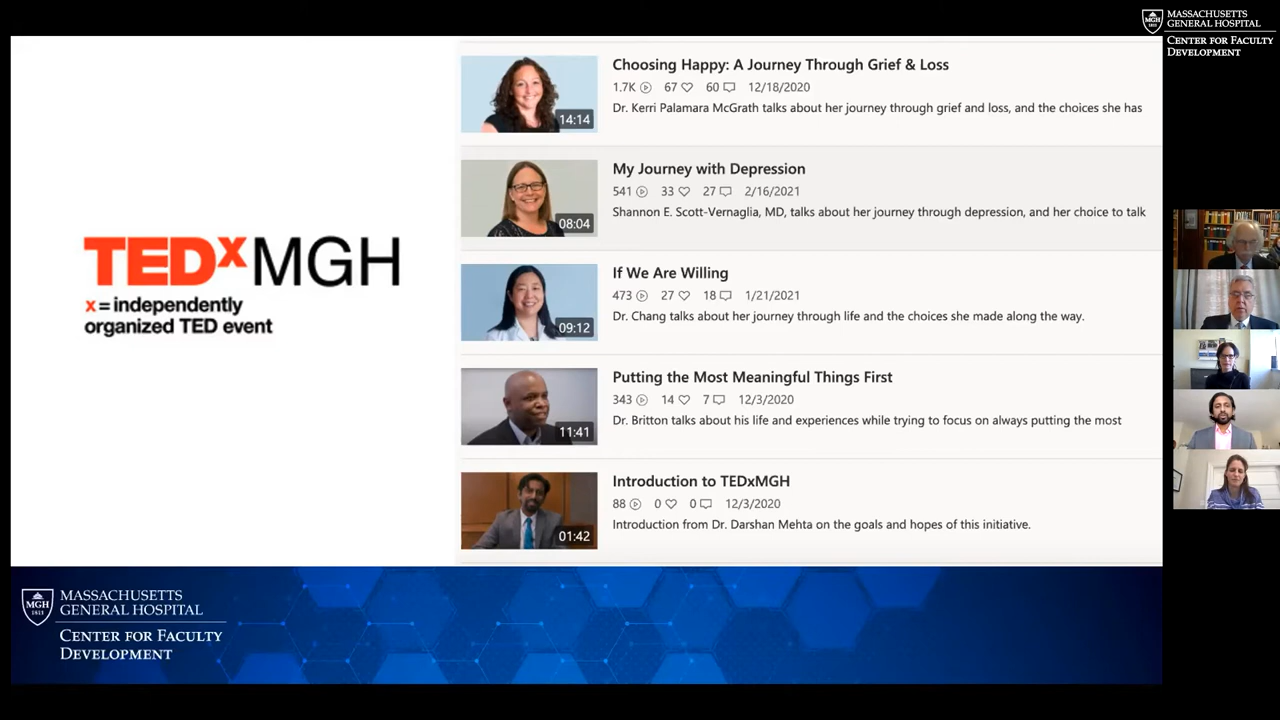 MASSACHUSETTS
GENERAL HOSPITAL
CENTER FOR FACULTY
DEVELOPMENT
MGH
1811
TEDxMGH
x = independently
organized TED event
14:14
Choosing Happy: A Journey Through Grief & Loss
1.7K 67 60 12/18/2020
Dr. Kerri Palamara McGrath talks about her journey through grief and loss, and the choices she has
08:04
My Journey with Depression
541 33 27 2/16/2021
Shannon E. Scott-Vernaglia, MD, talks about her journey through depression, and her choice to talk
09:12
If We Are Willing
473 27 18 1/21/2021
Dr. Chang talks about her journey through life and the choices she made along the way.
11:41
Putting the Most Meaningful Things First
343 14 7 12/3/2020
Dr. Britton talks about his life and experiences while trying to focus on always putting the most
01:42
Introduction to TEDxMGH
88 0 0 12/3/2020
Introduction from Dr. Darshan Mehta on the goals and hopes of this initiative.
MGH
1811
MASSACHUSETTS
GENERAL HOSPITAL
CENTER FOR FACULTY
DEVELOPMENT